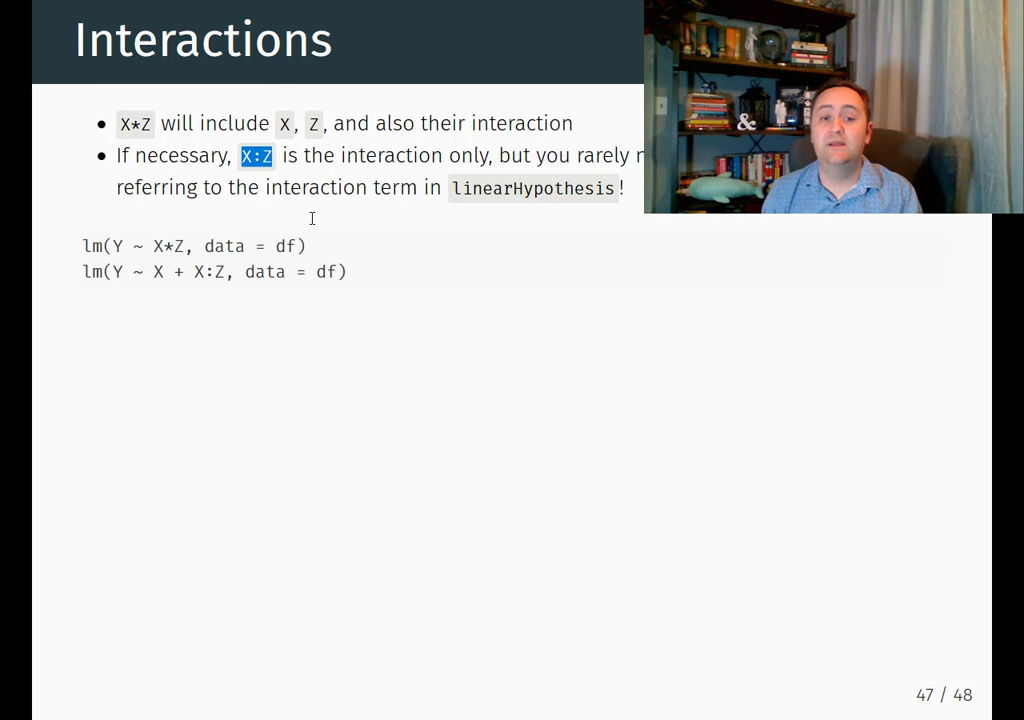 Interactions
X*Z will include X, Z, and also their interaction
If necessary, X:Z is the interaction only, but you rarely
referring to the interaction term in linearHypothesis!
&
lm(Y ~ X*Z, data = df)
lm(Y ~ X + X:Z, data = df)
47 / 48